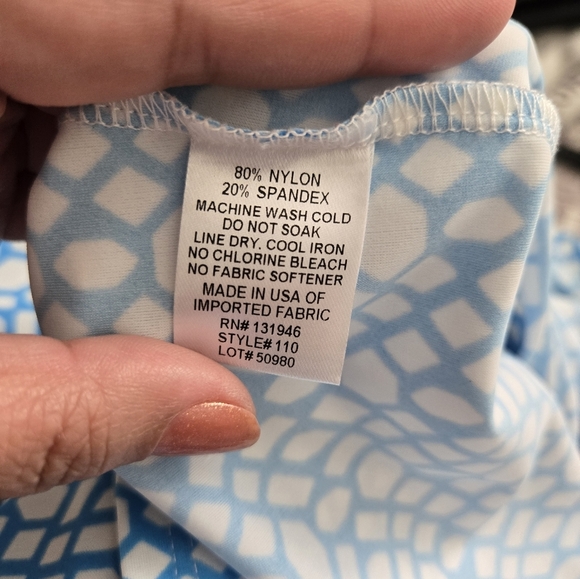 80% NYLON
20% SPANDEX
MACHINE WASH COLD
DO NOT SOAK
LINE DRY. COOL IRON
NO CHLORINE BLEACH
NO FABRIC SOFTENER
MADE IN USA OF
IMPORTED FABRIC
RN# 131946
STYLE# 110
LOT# 50980